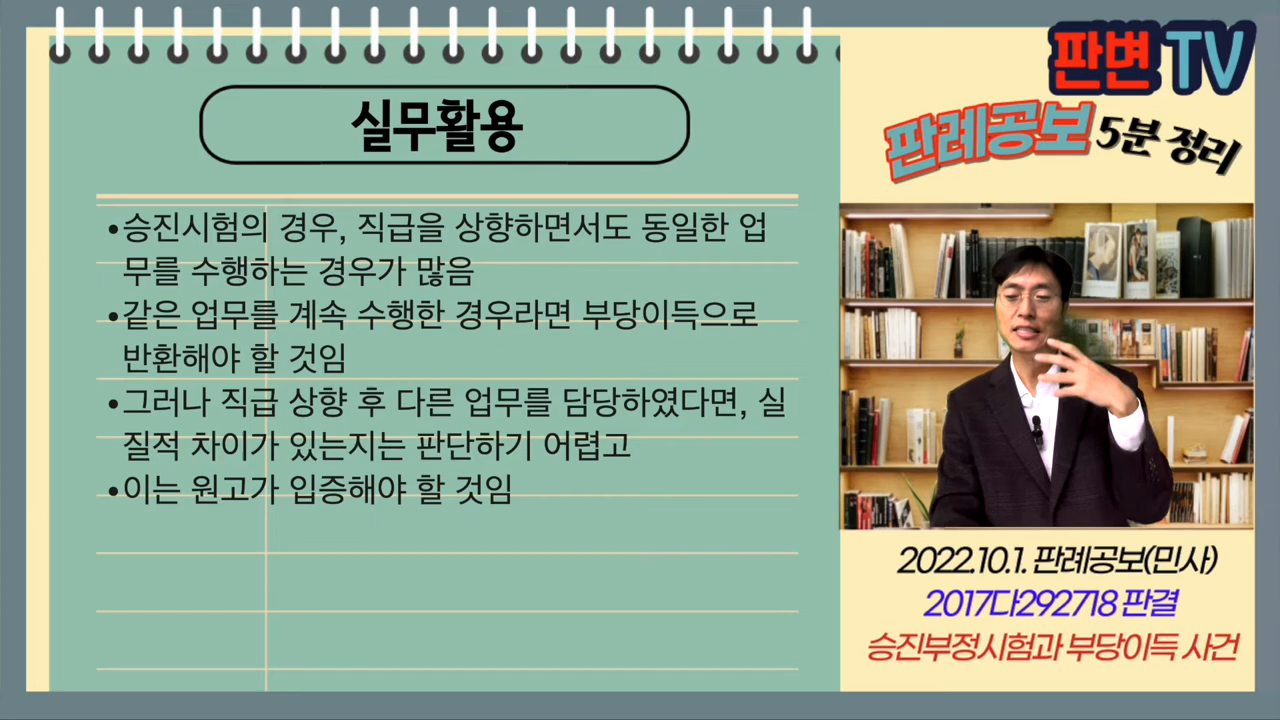 실무활용
•승진시험의 경우, 직급을 상향하면서도 동일한 업
무를 수행하는 경우가 많음
•같은 업무를 계속 수행한 경우라면 부당이득으로
반환해야 할 것임
•그러나 직급 상향 후 다른 업무를 담당하였다면, 실
질적 차이가 있는지는 판단하기 어렵고
•이는 원고가 입증해야 할 것임
판변 TV
판례공보 5분 정리
2022.10.1. 판례공보(민사)
2017다292718 판결
승진부정시험과 부당이득 사건